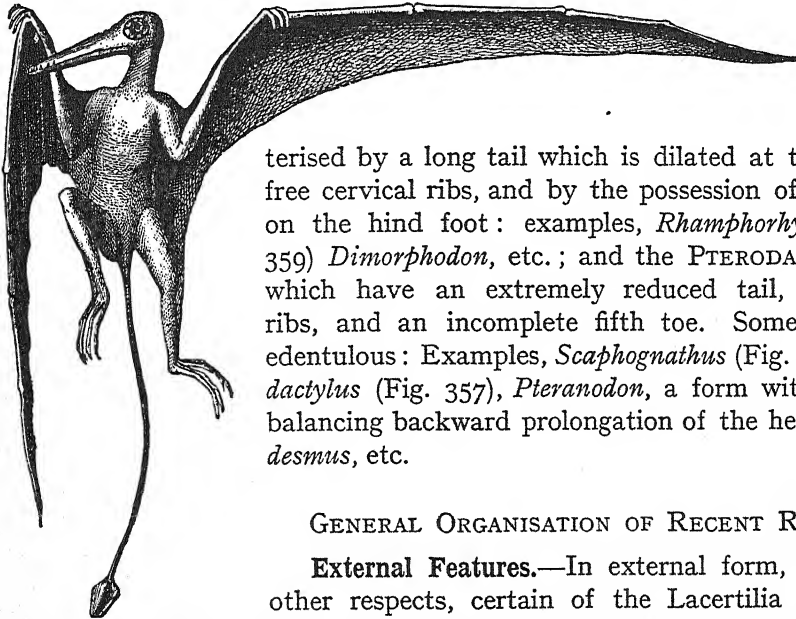 terised by a long tail which is dilated at t
free cervical ribs, and by the possession of
on the hind foot : examples, Rhamphorhy
359) Dimorphodon, etc. ; and the PTERODA
which have an extremely reduced tail,
ribs, and an incomplete fifth toe. Some
edentulous : Examples, Scaphognathus (Fig.
dactylus (Fig. 357), Pteranodon, a form wit
balancing backward prolongation of the he
desmus, etc.
GENERAL ORGANISATION OF RECENT R
External Features.—In external form,
other respects, certain of the Lacertilia